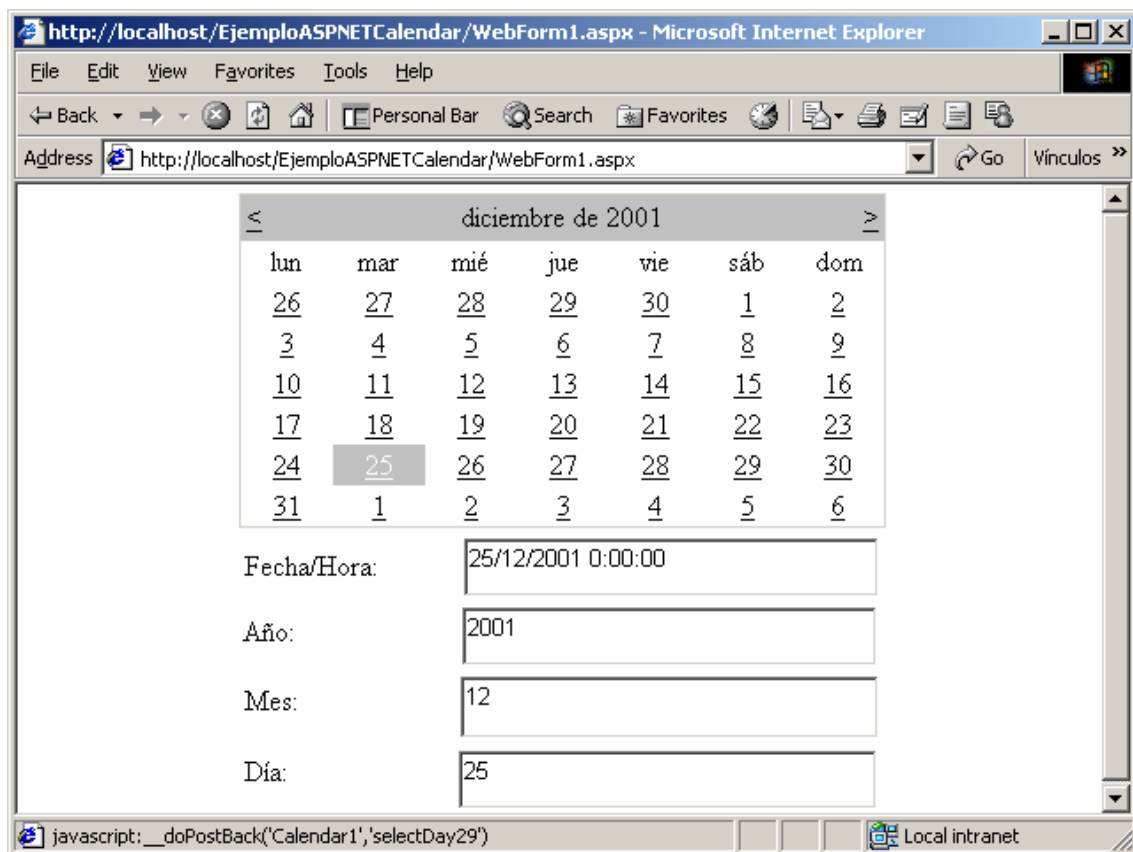 http://localhost/EjemploASPNETCalendar/WebForm1.aspx - Microsoft Internet Explorer
File Edit View Favorites Tools Help
Back Personal Bar Search Favorites
Address http://localhost/EjemploASPNETCalendar/WebForm1.aspx Go Vínculos »
< diciembre de 2001 >
lun mar mié jue vie sáb dom
26 27 28 29 30 1 2
3 4 5 6 7 8 9
10 11 12 13 14 15 16
17 18 19 20 21 22 23
24 25 26 27 28 29 30
31 1 2 3 4 5 6
Fecha/Hora: 25/12/2001 0:00:00
Año: 2001
Mes: 12
Día: 25
javascript:__doPostBack('Calendar1','selectDay29') Local intranet